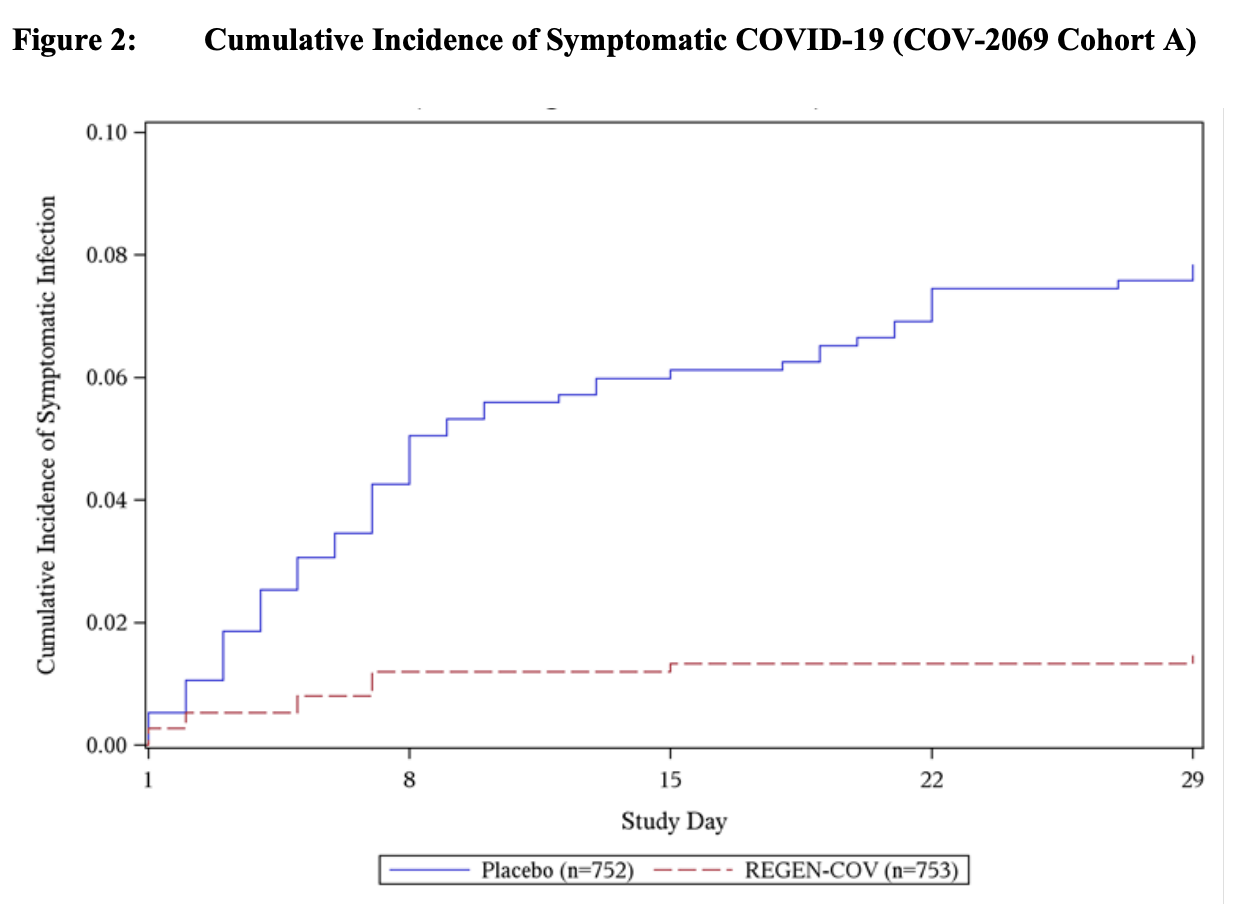 Figure 2: Cumulative Incidence of Symptomatic COVID-19 (COV-2069 Cohort A)
Cumulative Incidence of Symptomatic Infection
0.10
0.08
0.06
0.04
0.02
0.00
1 8 15 22 29
Study Day
Placebo (n=752) REGEN-COV (n=753)